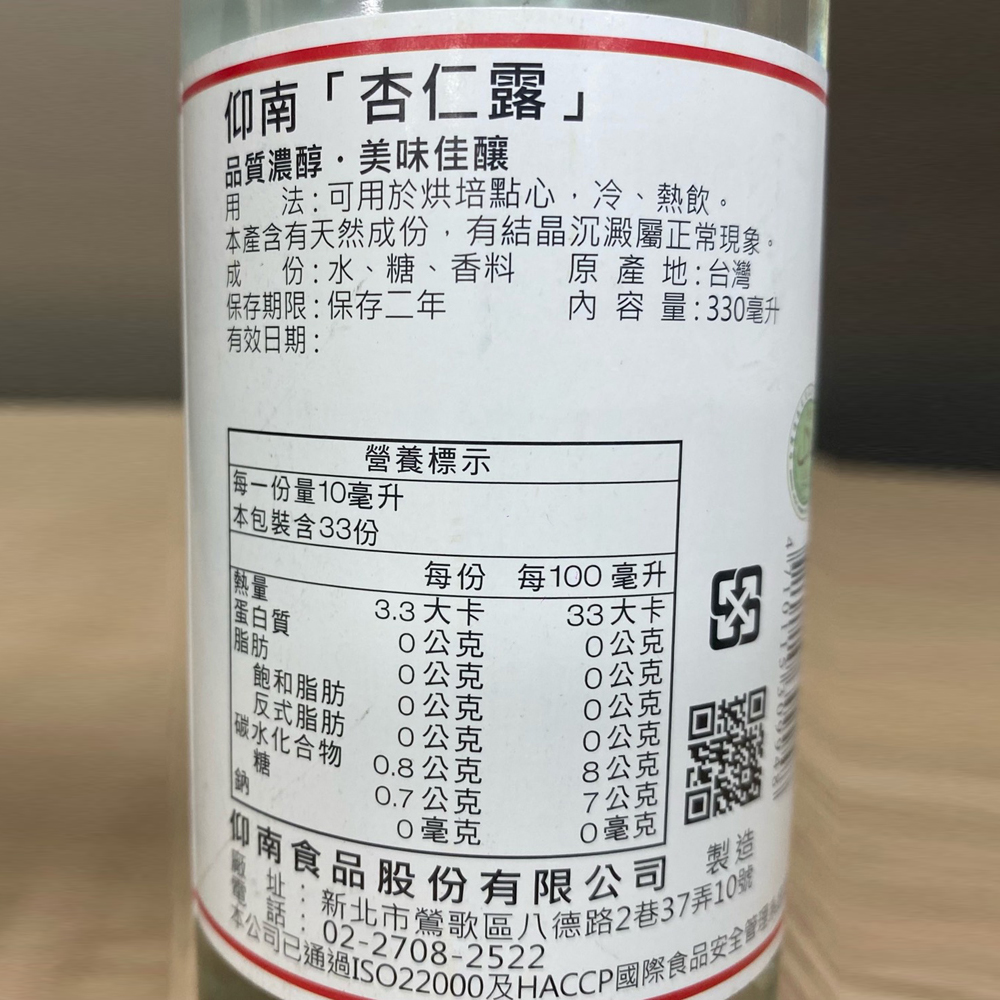 仰南「杏仁露」
品質濃醇・美味佳釀
用 法：可用於烘培點心，冷、熱飲。
本產含有天然成份，有結晶沉澱屬正常現象。
成 份：水、糖、香料 原產地：台灣
保存期限：保存二年 內容量：330毫升
有效日期：
營養標示
每一份量10毫升
本包裝含33份
每份 每100毫升
熱量 3.3大卡 33大卡
蛋白質 0公克 0公克
脂肪 0公克 0公克
飽和脂肪 0公克 0公克
反式脂肪 0公克 0公克
碳水化合物 0.8公克 8公克
糖 0.7公克 7公克
鈉 0毫克 0毫克
仰南食品股份有限公司 製造
廠 址：新北市鶯歌區八德路2巷37弄10號
電 話：02-2708-2522
本公司已通過ISO22000及HACCP國際食品安全管理